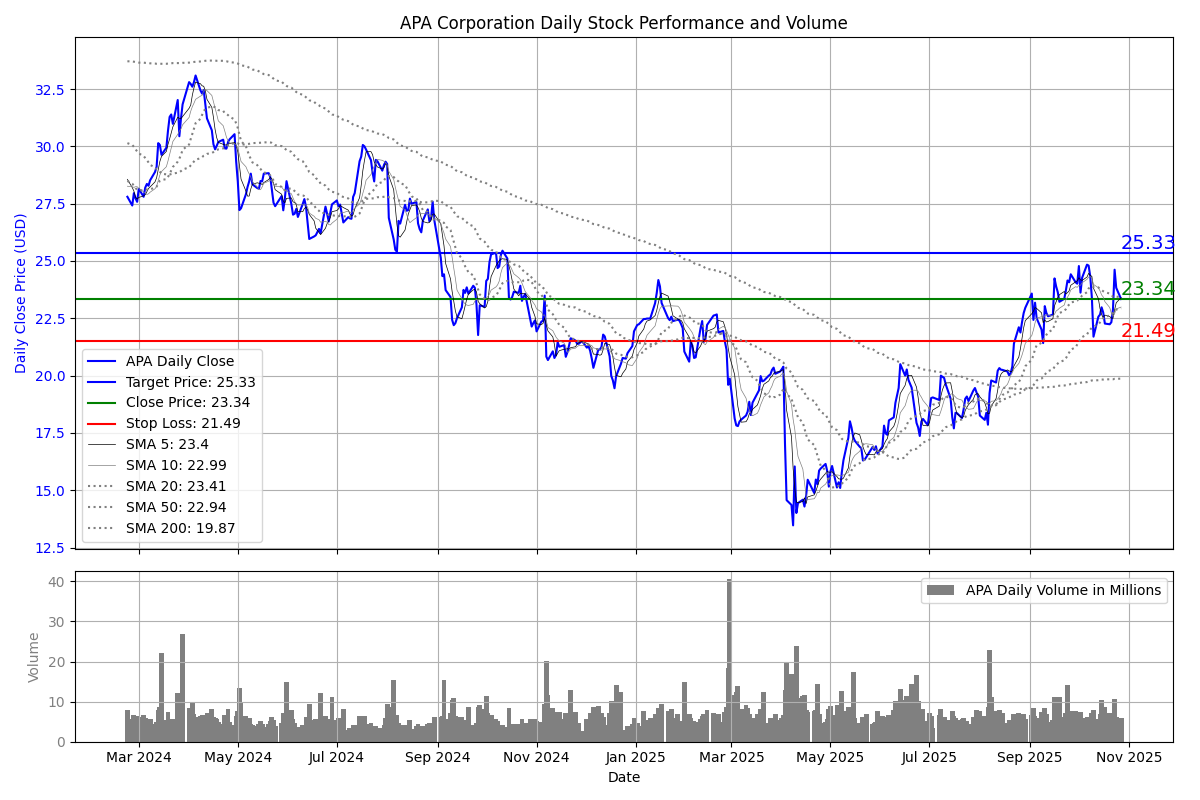 APA Corporation Daily Stock Performance and Volume
Daily Close Price (USD)
32.5
30.0
27.5
25.0
22.5
20.0
17.5
15.0
12.5
25.33
23.34
21.49
APA Daily Close
Target Price: 25.33
Close Price: 23.34
Stop Loss: 21.49
SMA 5: 23.4
SMA 10: 22.99
SMA 20: 23.41
SMA 50: 22.94
SMA 200: 19.87
Volume
40
30
20
10
0
APA Daily Volume in Millions
Mar 2024 May 2024 Jul 2024 Sep 2024 Nov 2024 Jan 2025 Mar 2025 May 2025 Jul 2025 Sep 2025 Nov 2025
Date